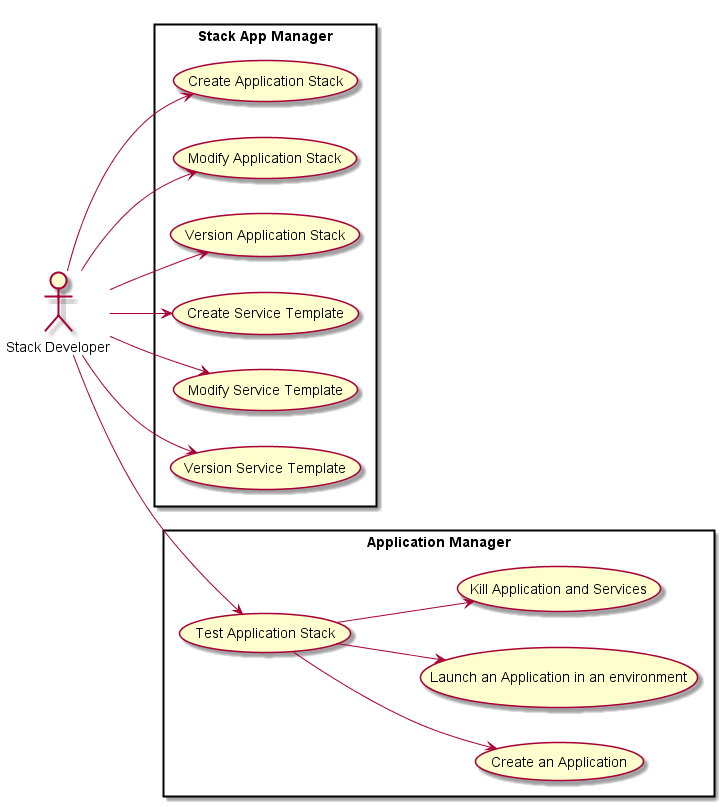 Stack App Manager
Create Application Stack
Modify Application Stack
Version Application Stack
Create Service Template
Stack Developer
Modify Service Template
Version Service Template
Application Manager
Kill Application and Services
Test Application Stack
Launch an Application in an environment
Create an Application